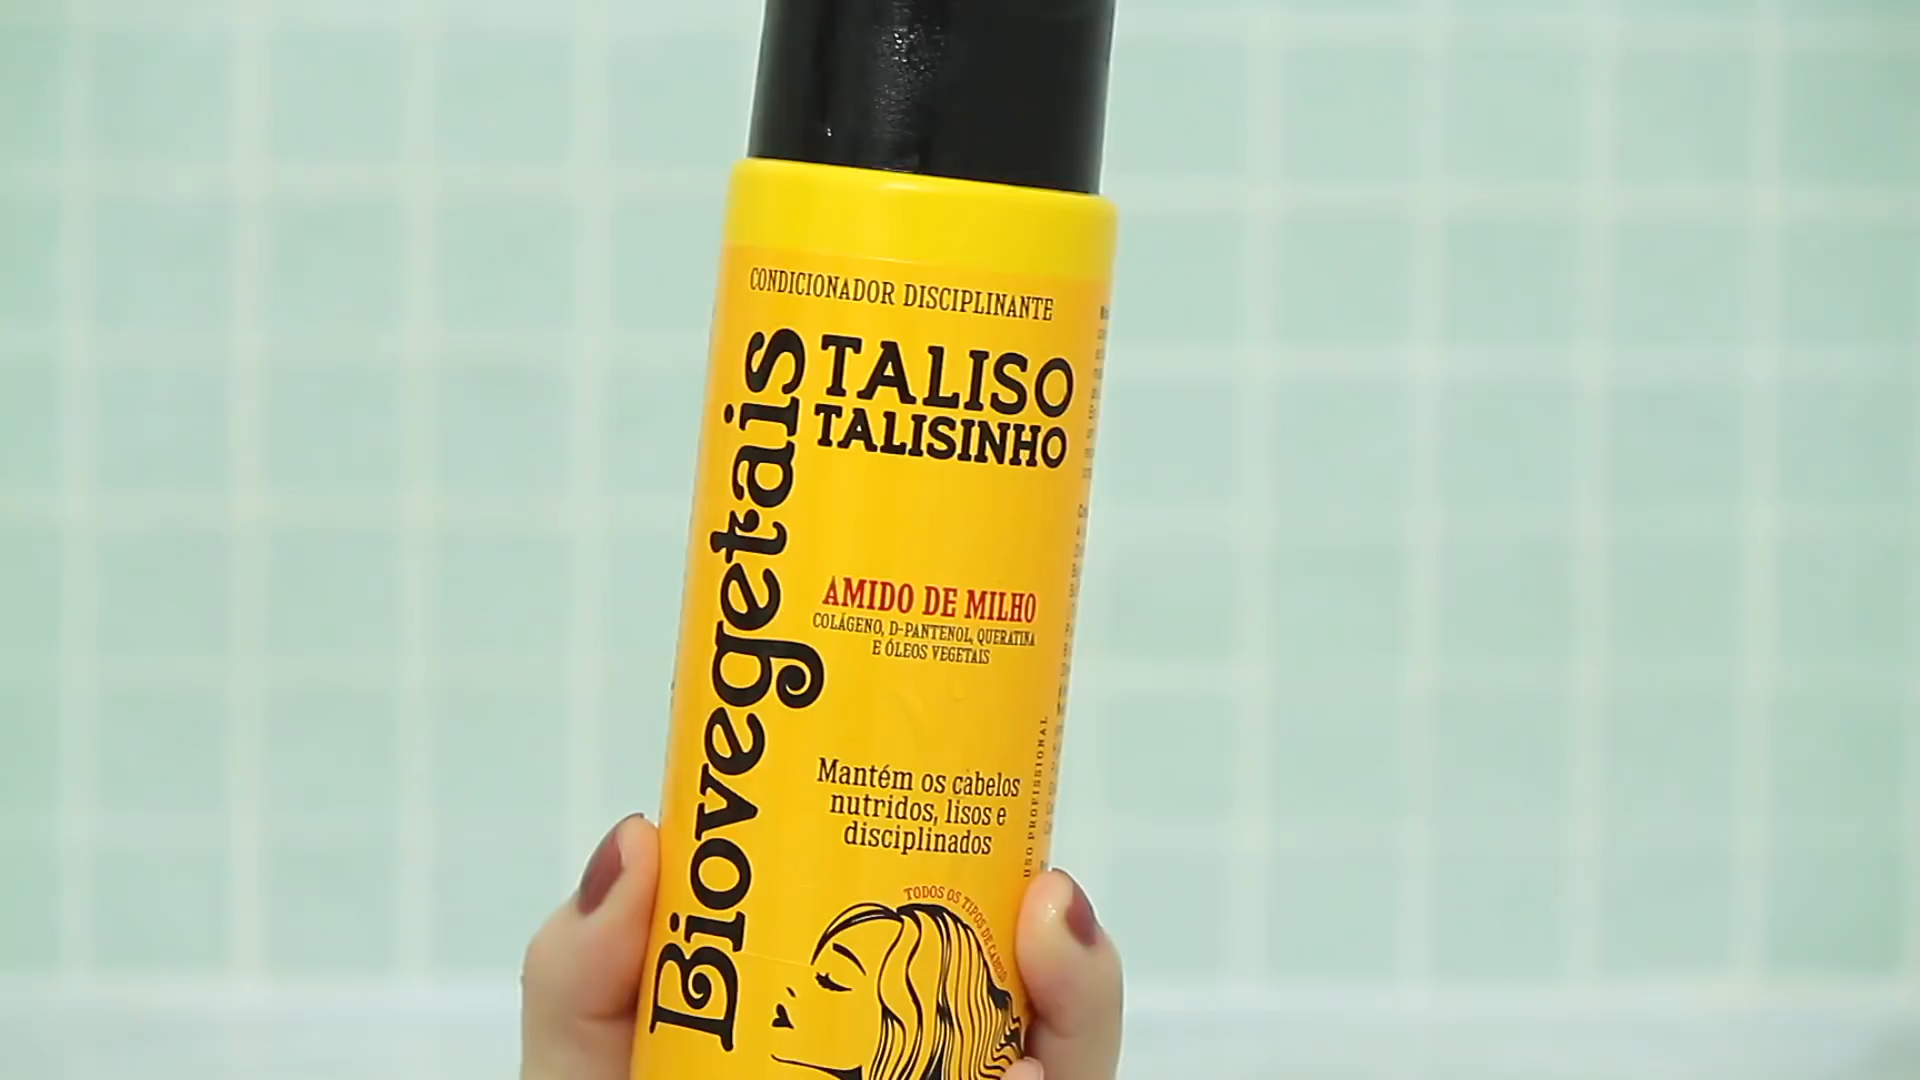 CONDICIONADOR DISCIPLINANTE
Biovegetais
TALISO
TALISINHO
AMIDO DE MILHO
COLÁGENO, D-PANTENOL, QUERATINA
E ÓLEOS VEGETAIS
Mantém os cabelos
nutridos, lisos e
disciplinados
TODOS OS TIPOS DE CABELO
USO PROFISSIONAL